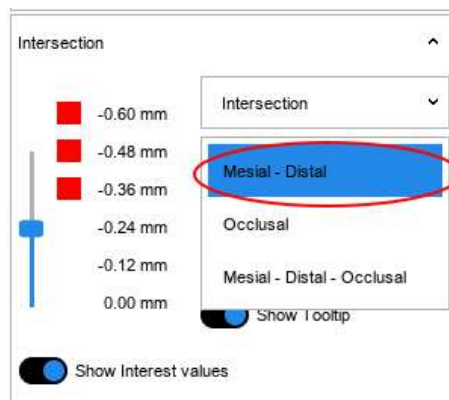 Intersection
Intersection
-0.60 mm
-0.48 mm
-0.36 mm
-0.24 mm
-0.12 mm
0.00 mm
Mesial - Distal
Occlusal
Mesial - Distal - Occlusal
Show Tooltip
Show Interest values